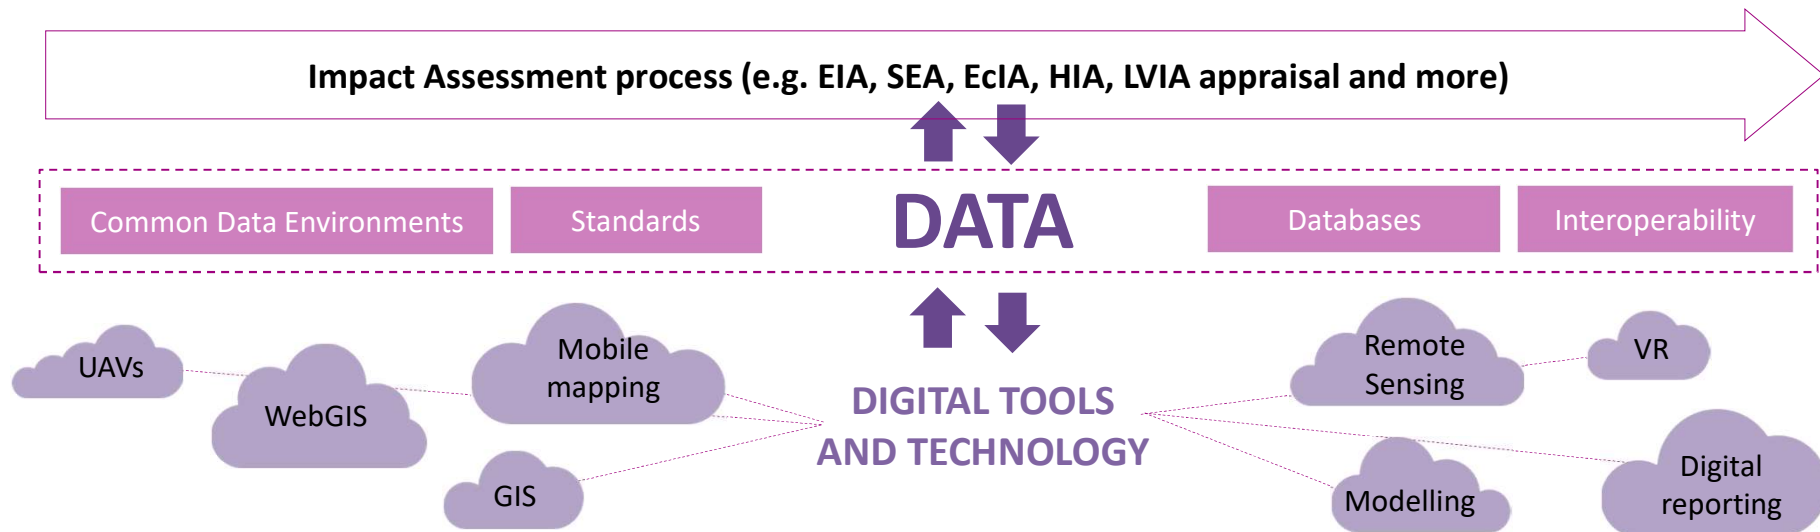 Impact Assessment process (e.g. EIA, SEA, EcIA, HIA, LVIA appraisal and more)
Common Data Environments
Standards
DATA
Databases
Interoperability
UAVs
WebGIS
Mobile
mapping
GIS
DIGITAL TOOLS
AND TECHNOLOGY
Remote
Sensing
VR
Modelling
Digital
reporting